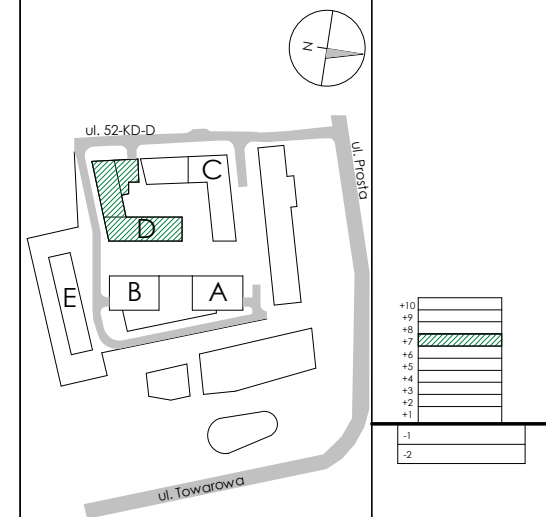 N
ul. 52-KD-D
ul. Prosta
C
D
E
B
A
ul. Towarowa
+10
+9
+8
+7
+6
+5
+4
+3
+2
+1
-1
-2